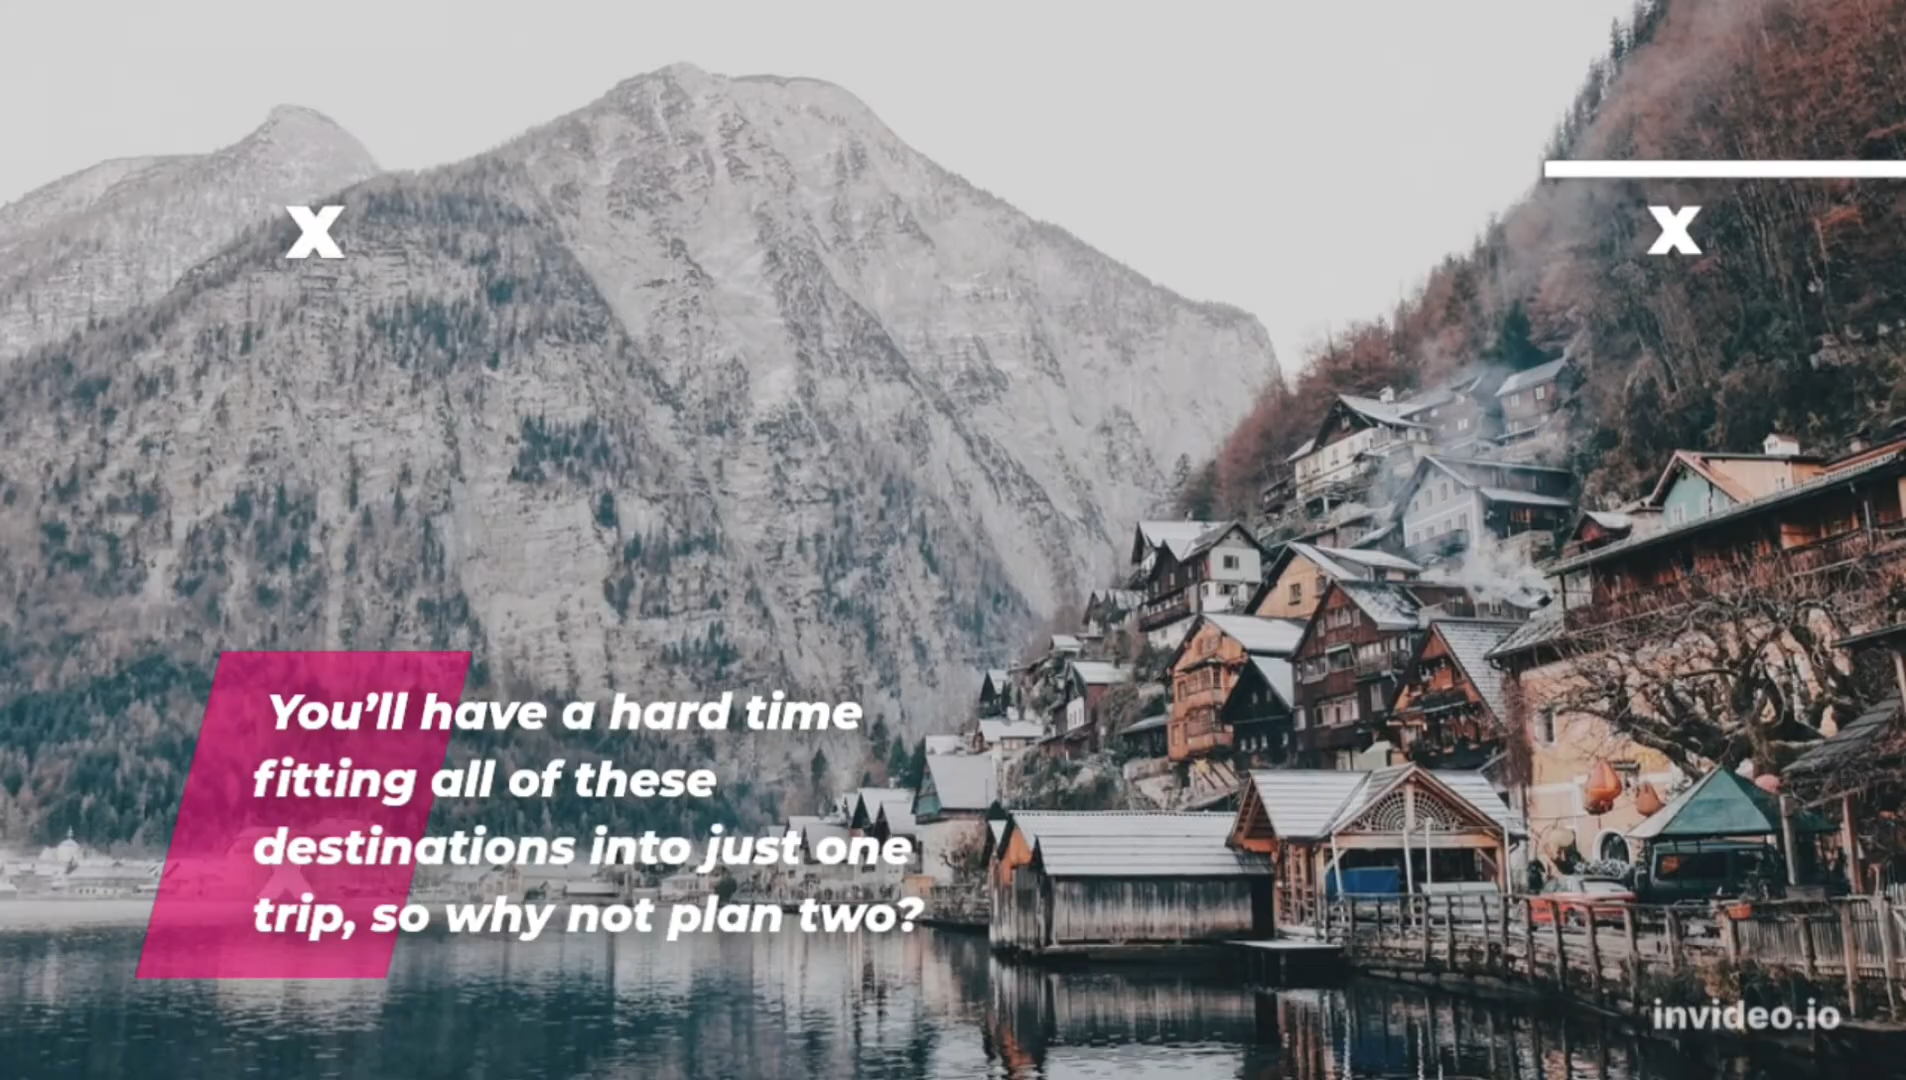 X
X
You'll have a hard time
fitting all of these
destinations into just one
trip, so why not plan two?
invideo.io